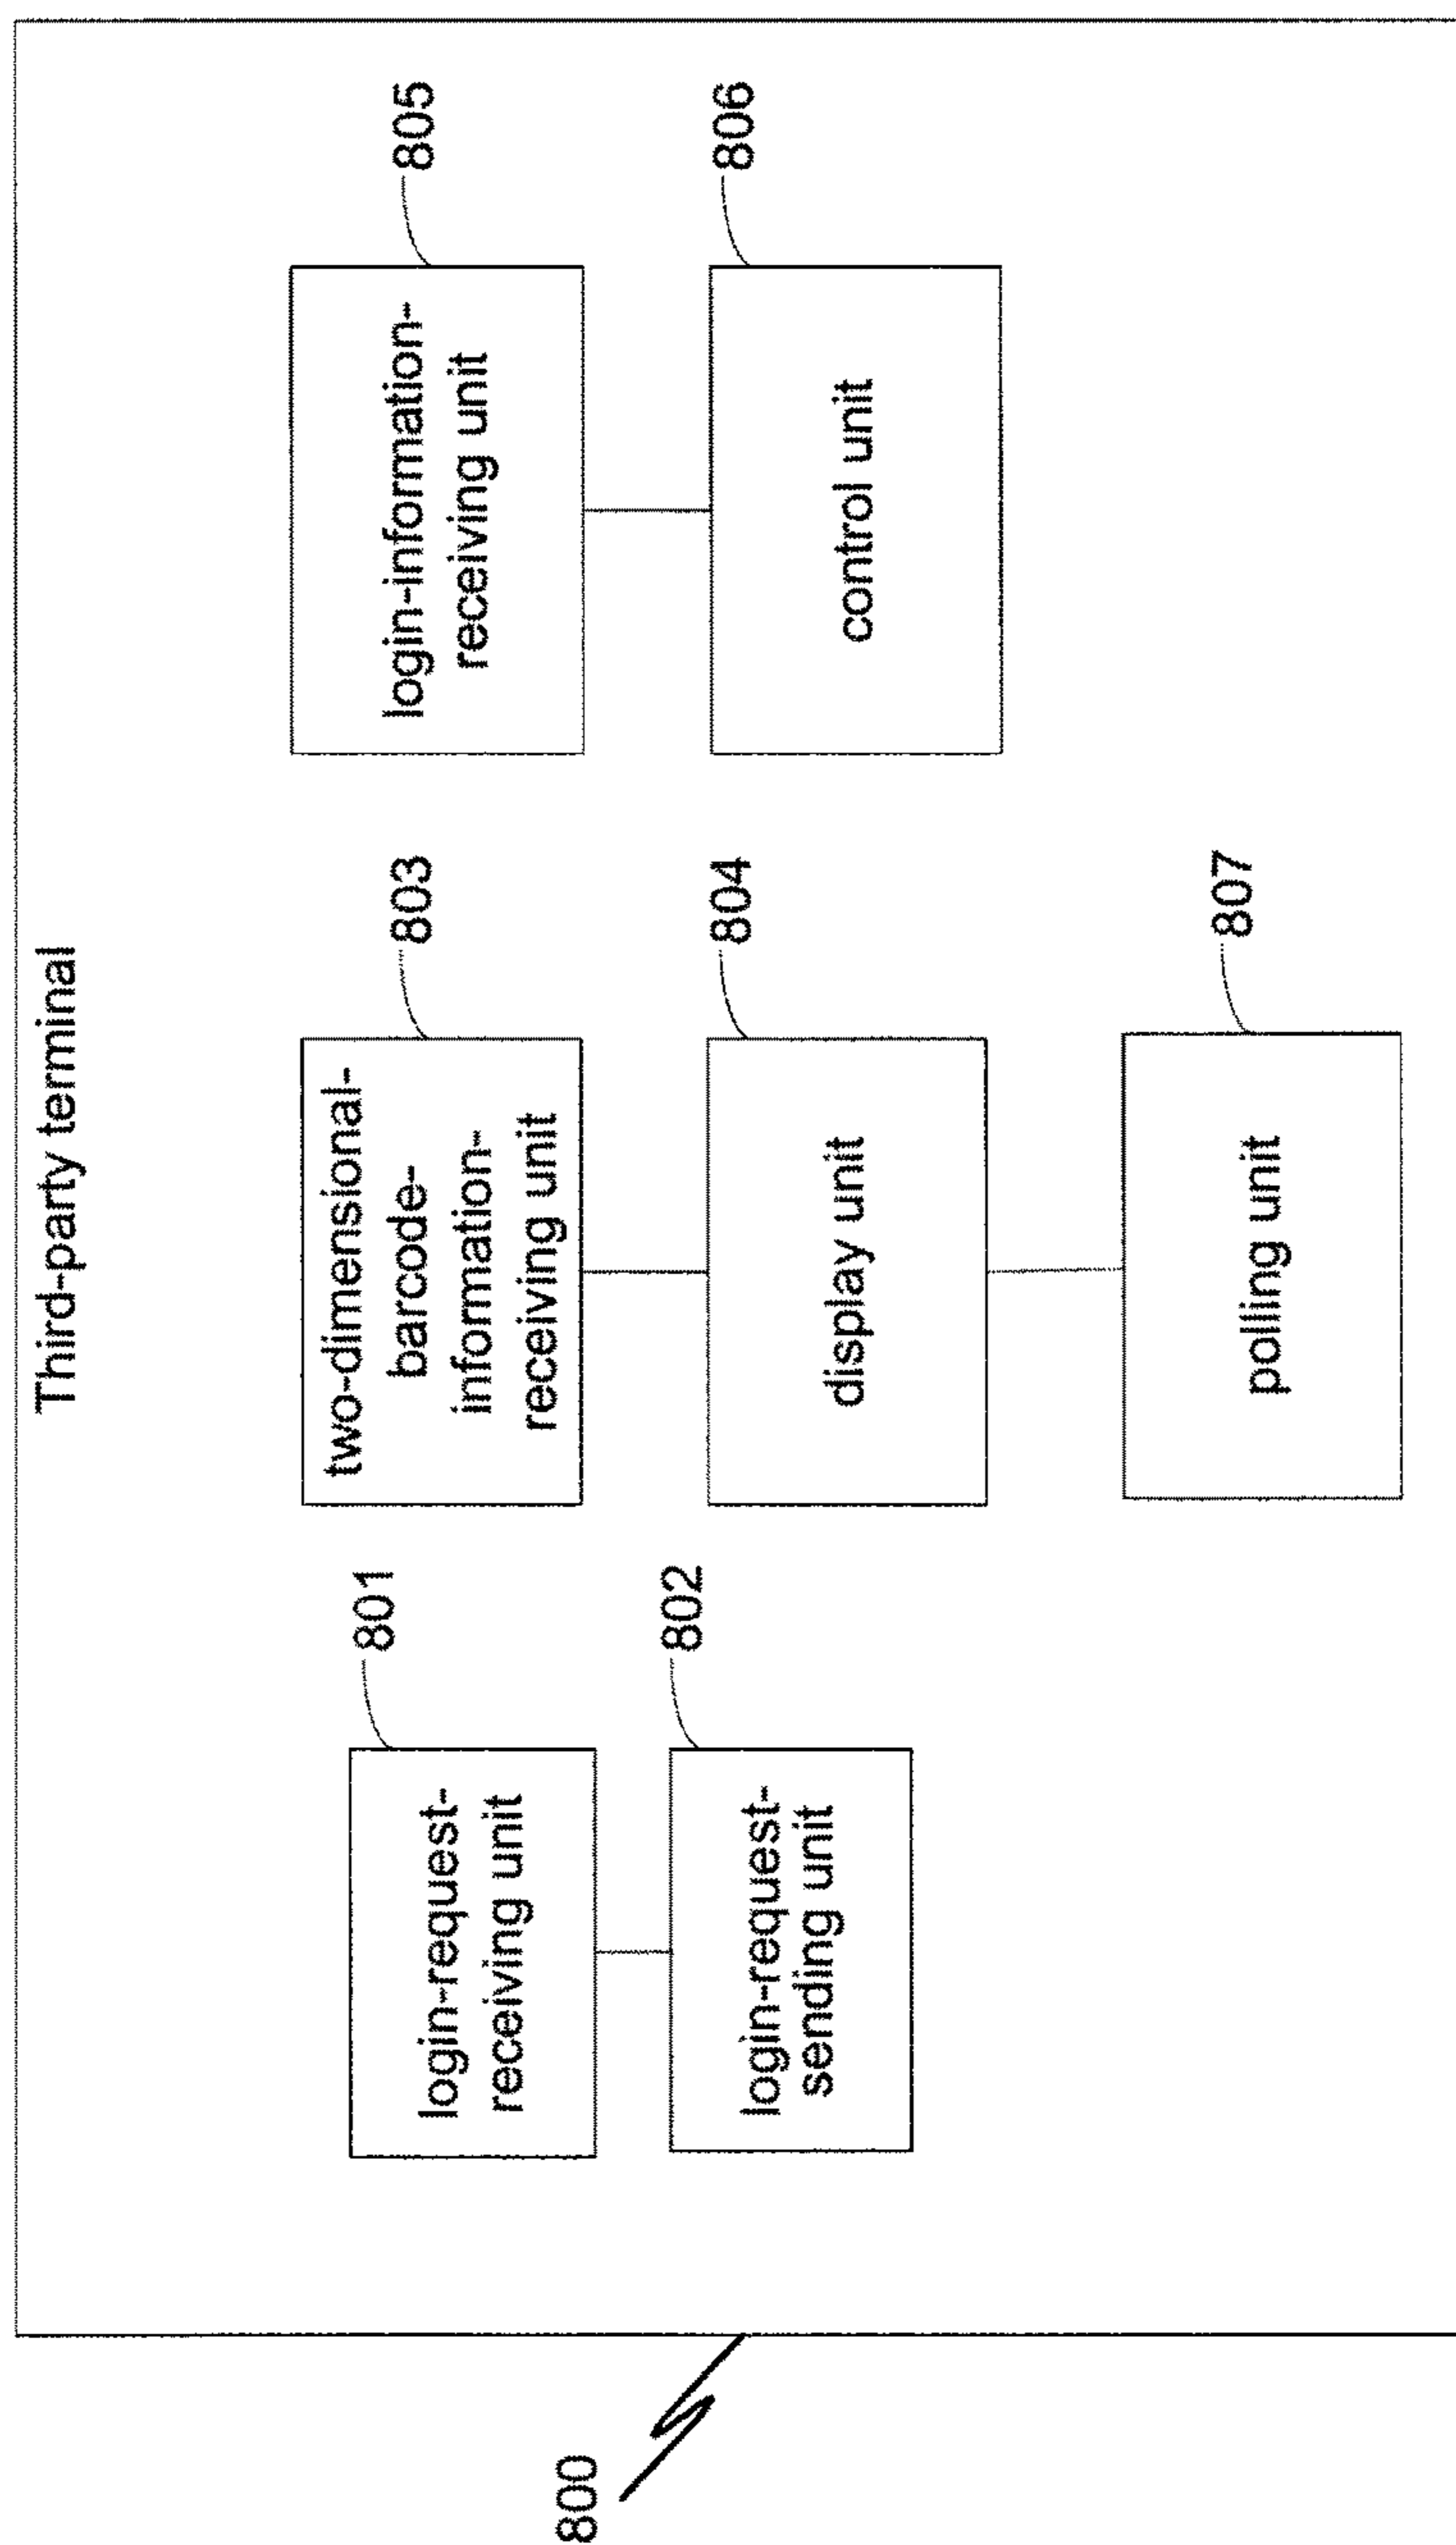 Third-party terminal
800
801
login-request-
receiving unit
802
login-request-
sending unit
803
two-dimensional-
barcode-
information-
receiving unit
804
display unit
807
polling unit
805
login-information-
receiving unit
806
control unit